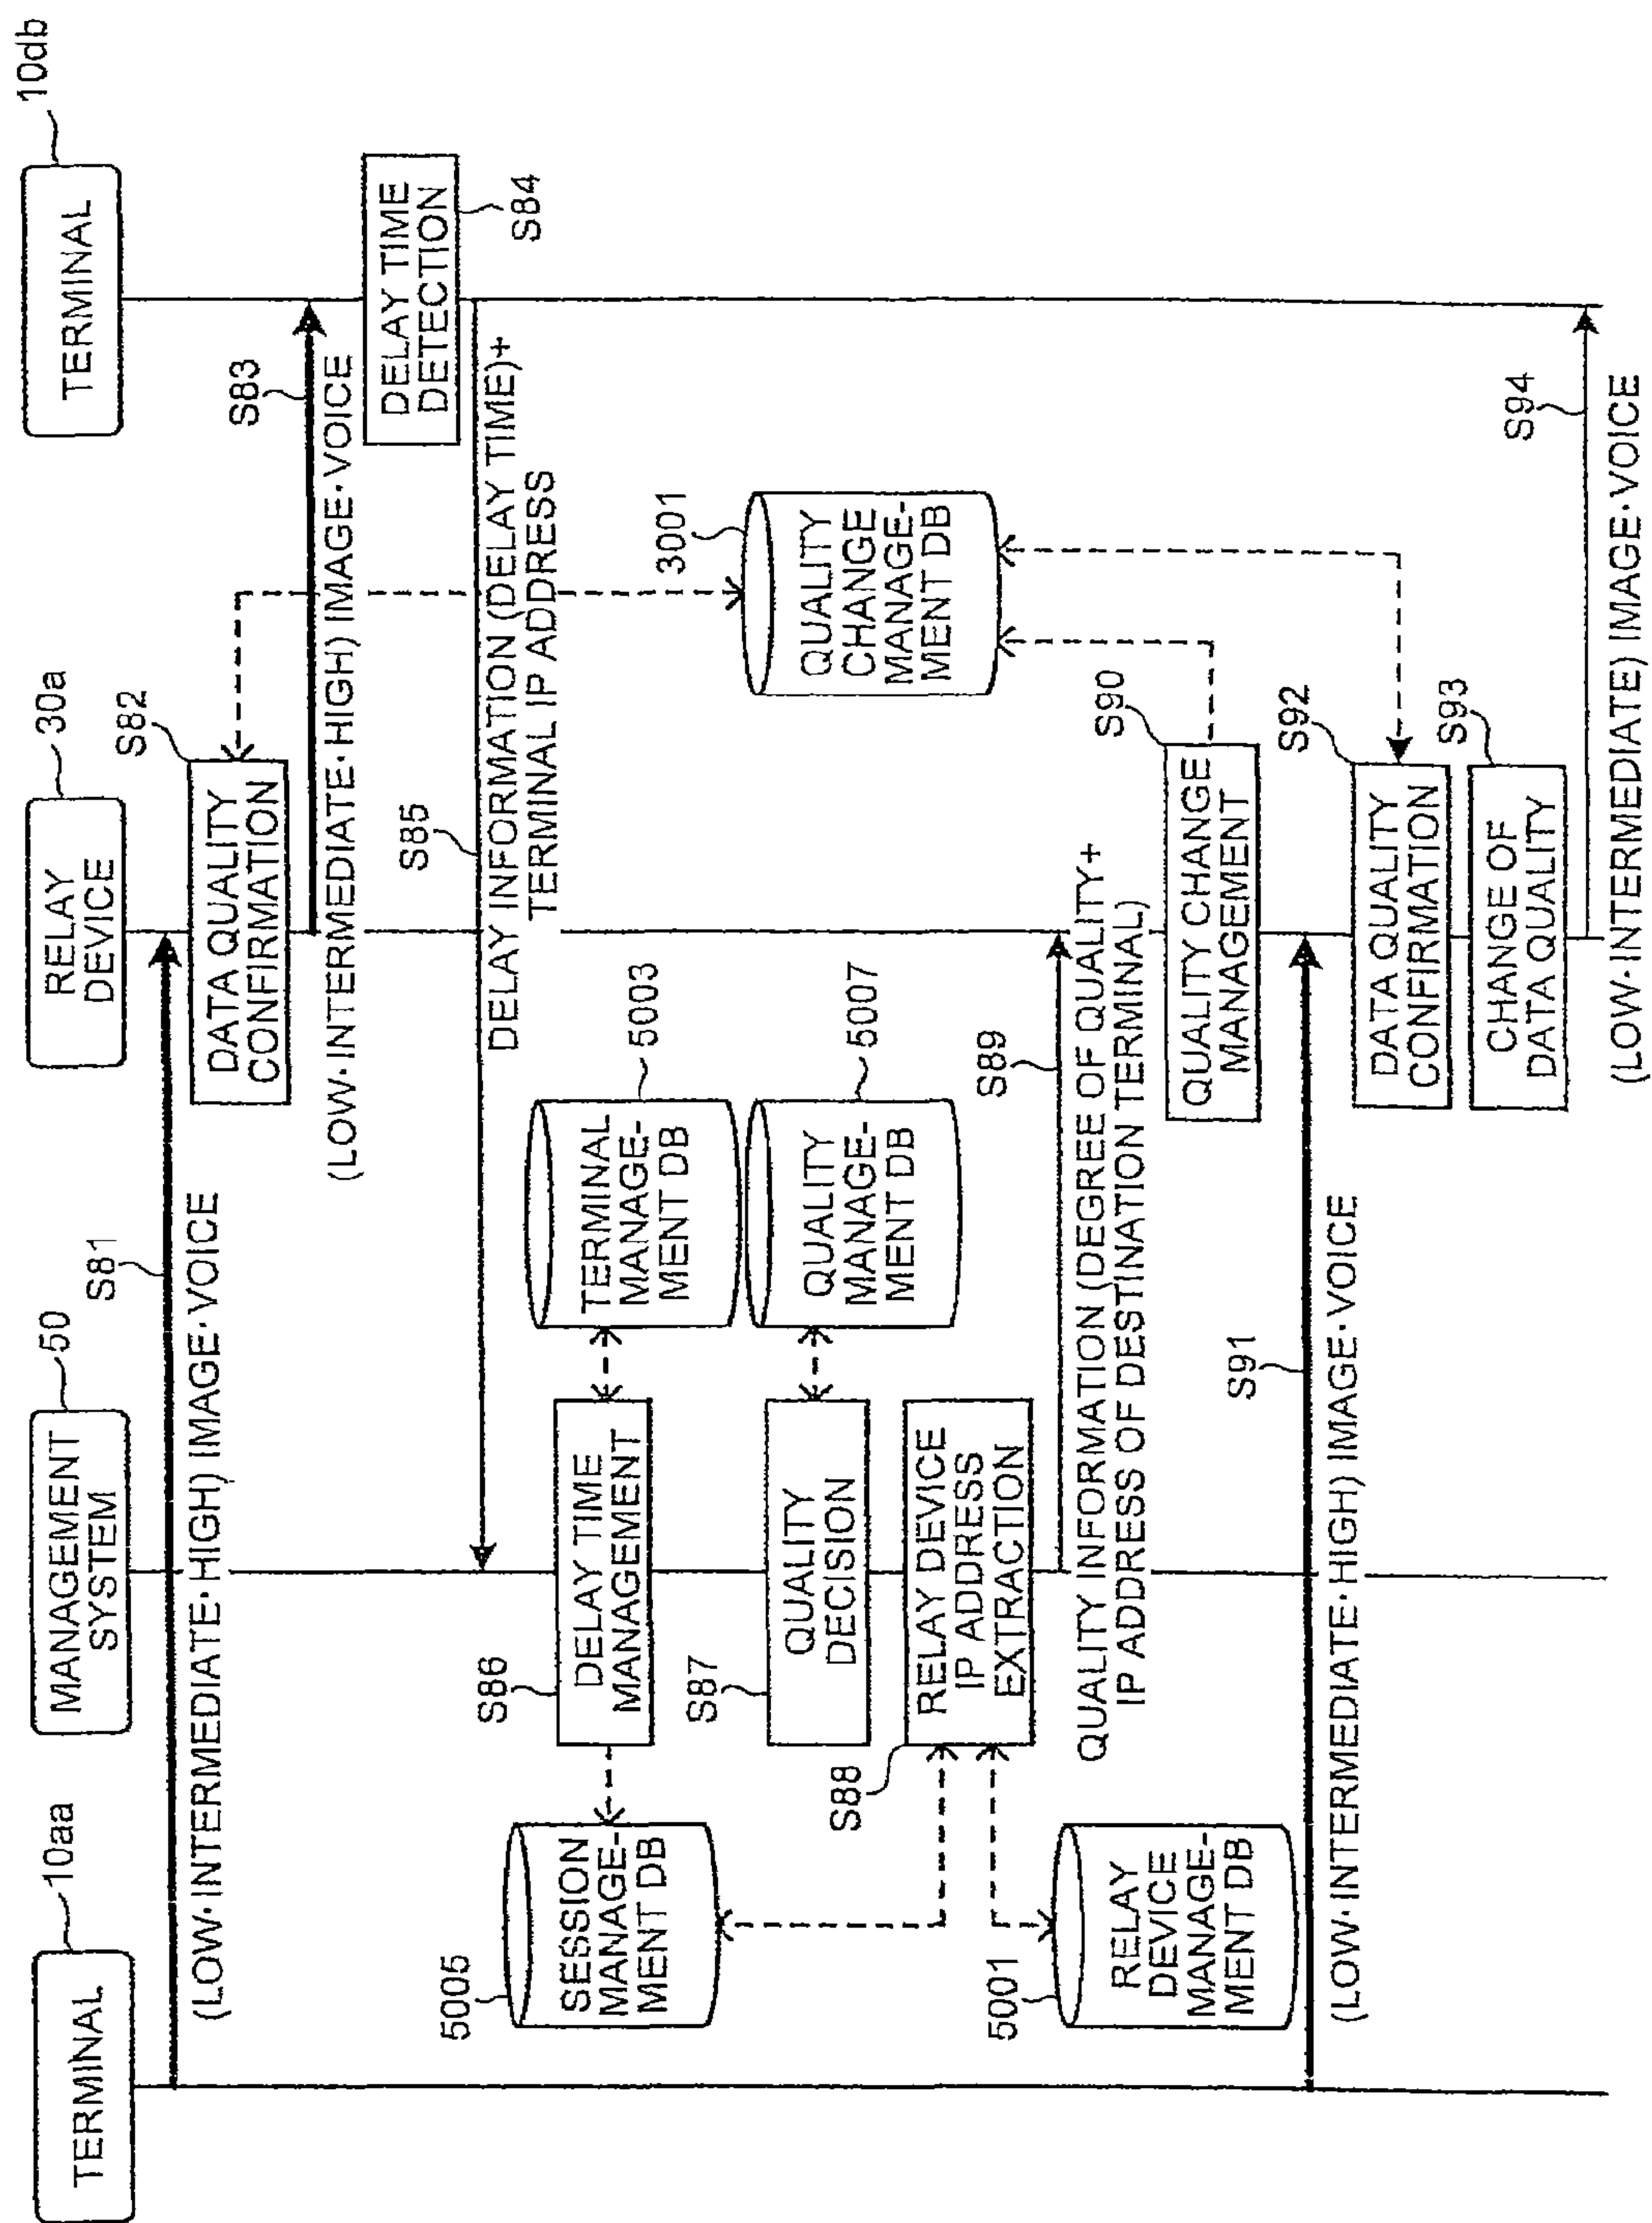 TERMINAL
10aa
MANAGEMENT
SYSTEM
50
RELAY
DEVICE
30a
TERMINAL
10db
S81
(LOW·INTERMEDIATE·HIGH) IMAGE·VOICE
S82
DATA QUALITY
CONFIRMATION
S83
(LOW·INTERMEDIATE·HIGH) IMAGE·VOICE
DELAY TIME
DETECTION
S84
S85
DELAY INFORMATION (DELAY TIME)+
TERMINAL IP ADDRESS
5005
SESSION
MANAGE-
MENT DB
S86
DELAY TIME
MANAGEMENT
TERMINAL
MANAGE-
MENT DB
5003
S87
QUALITY
DECISION
QUALITY
MANAGE-
MENT DB
5007
3001
QUALITY
CHANGE
MANAGE-
MENT DB
S88
RELAY DEVICE
IP ADDRESS
EXTRACTION
5001
RELAY
DEVICE
MANAGE-
MENT DB
S89
QUALITY INFORMATION (DEGREE OF QUALITY+
IP ADDRESS OF DESTINATION TERMINAL)
S90
QUALITY CHANGE
MANAGEMENT
S91
(LOW·INTERMEDIATE·HIGH) IMAGE·VOICE
S92
DATA QUALITY
CONFIRMATION
S93
CHANGE OF
DATA QUALITY
S94
(LOW·INTERMEDIATE) IMAGE·VOICE